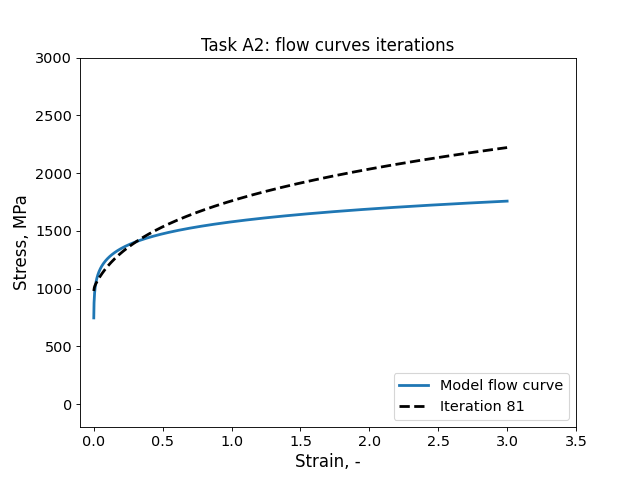 Task A2: flow curves iterations
3000
2500
2000
1500
1000
500
0
Stress, MPa
Model flow curve
Iteration 81
0.0 0.5 1.0 1.5 2.0 2.5 3.0 3.5
Strain, -